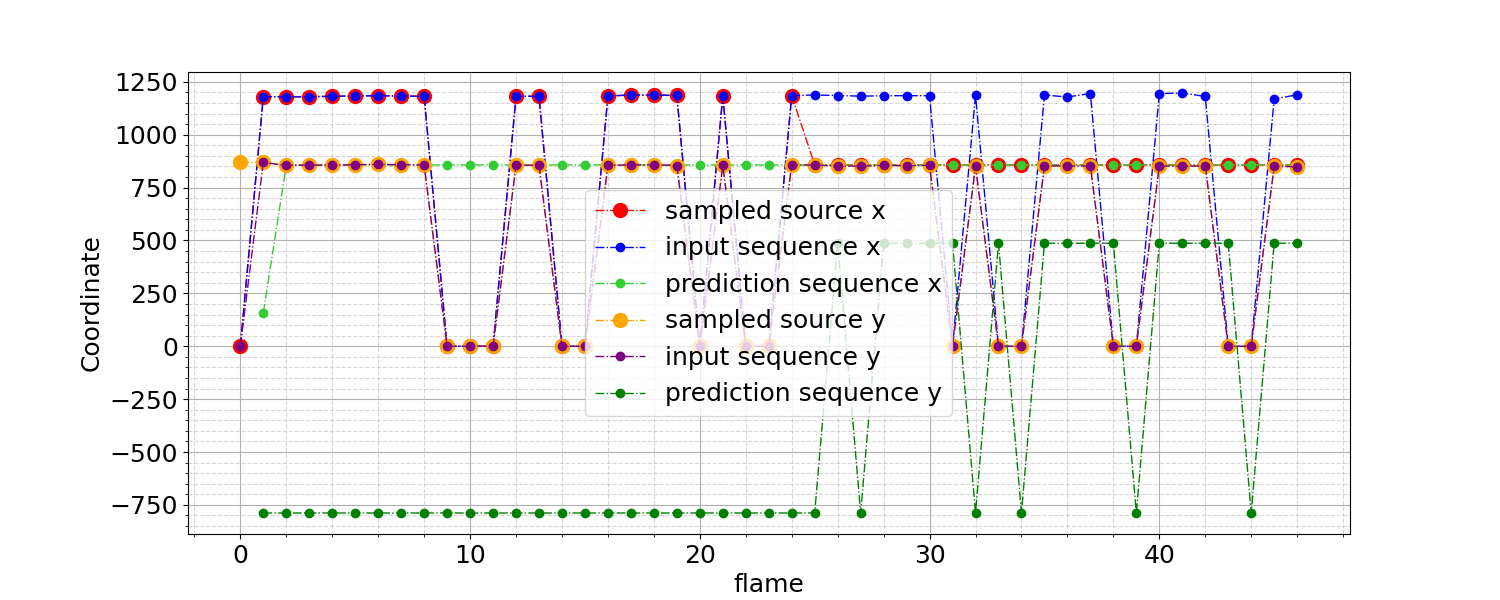 1250
1000
750
500
250
0
−250
−500
−750
Coordinate
sampled source x
input sequence x
prediction sequence x
sampled source y
input sequence y
prediction sequence y
0 10 20 30 40
flame